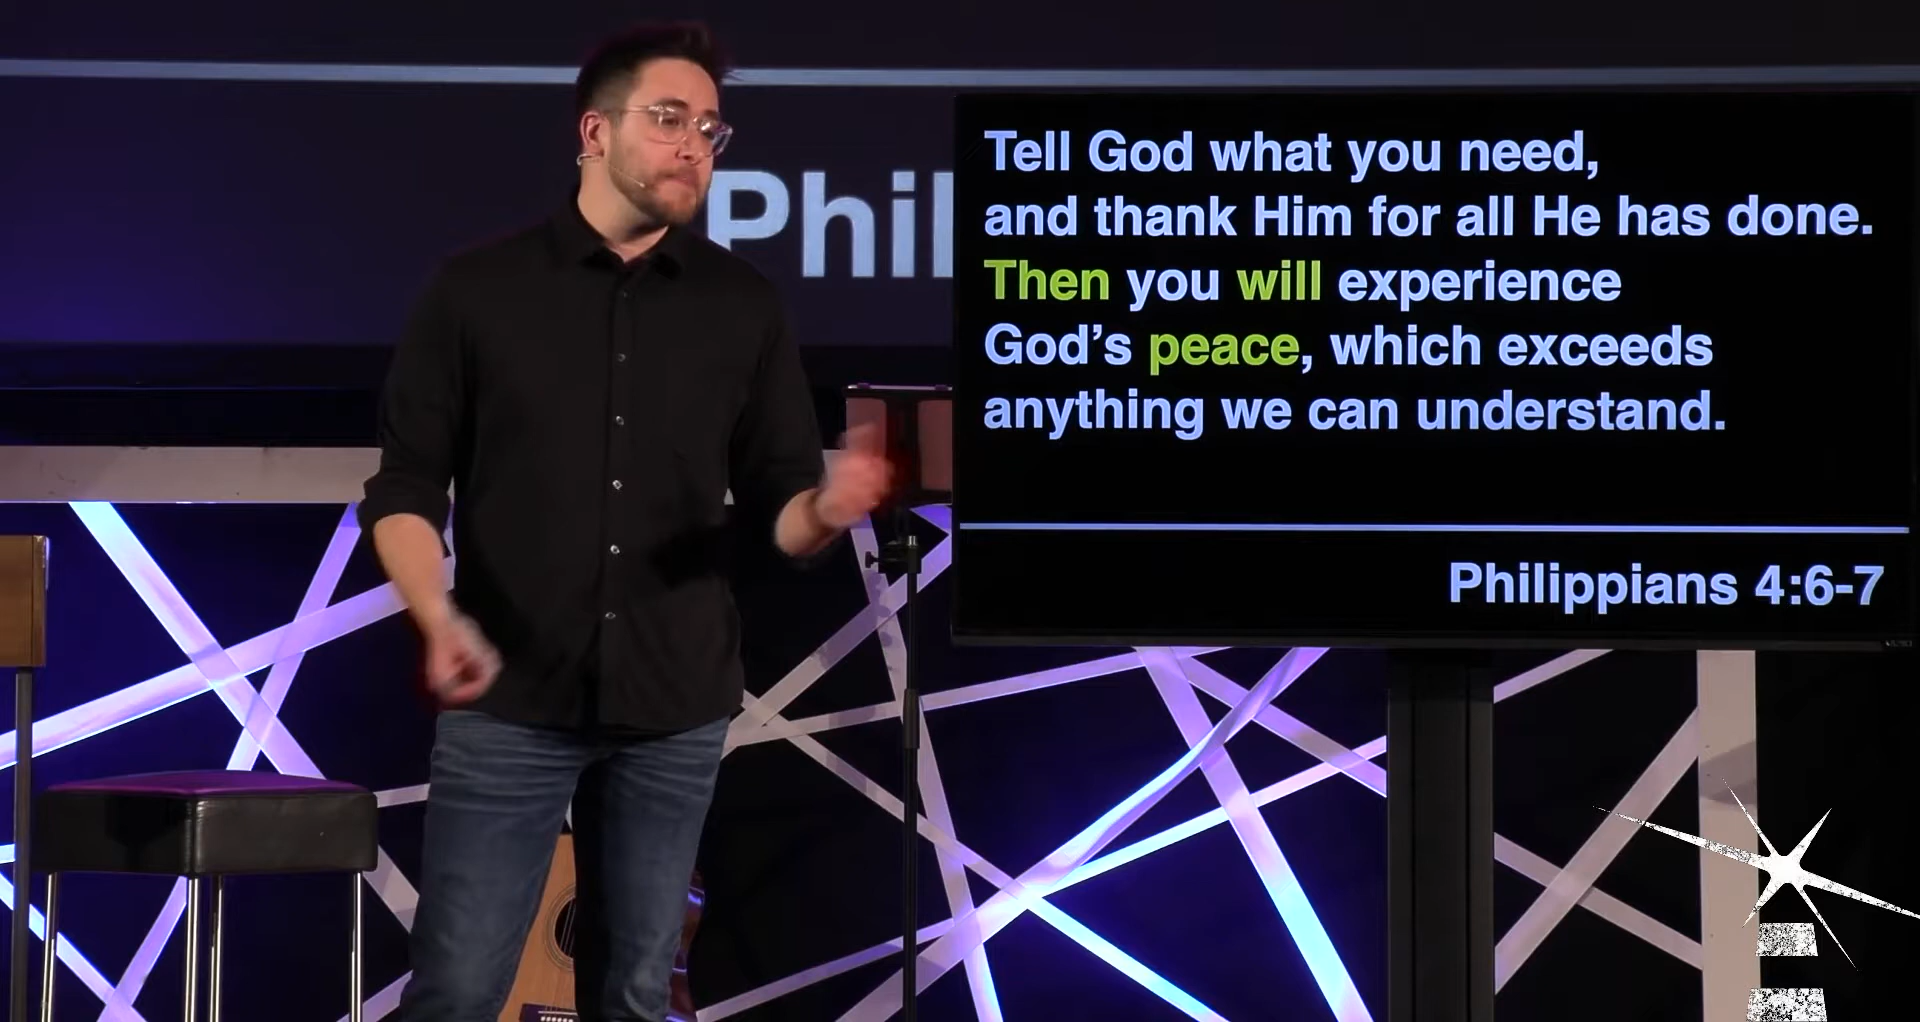 Phil
Tell God what you need,
and thank Him for all He has done.
Then you will experience
God’s peace, which exceeds
anything we can understand.
Philippians 4:6-7